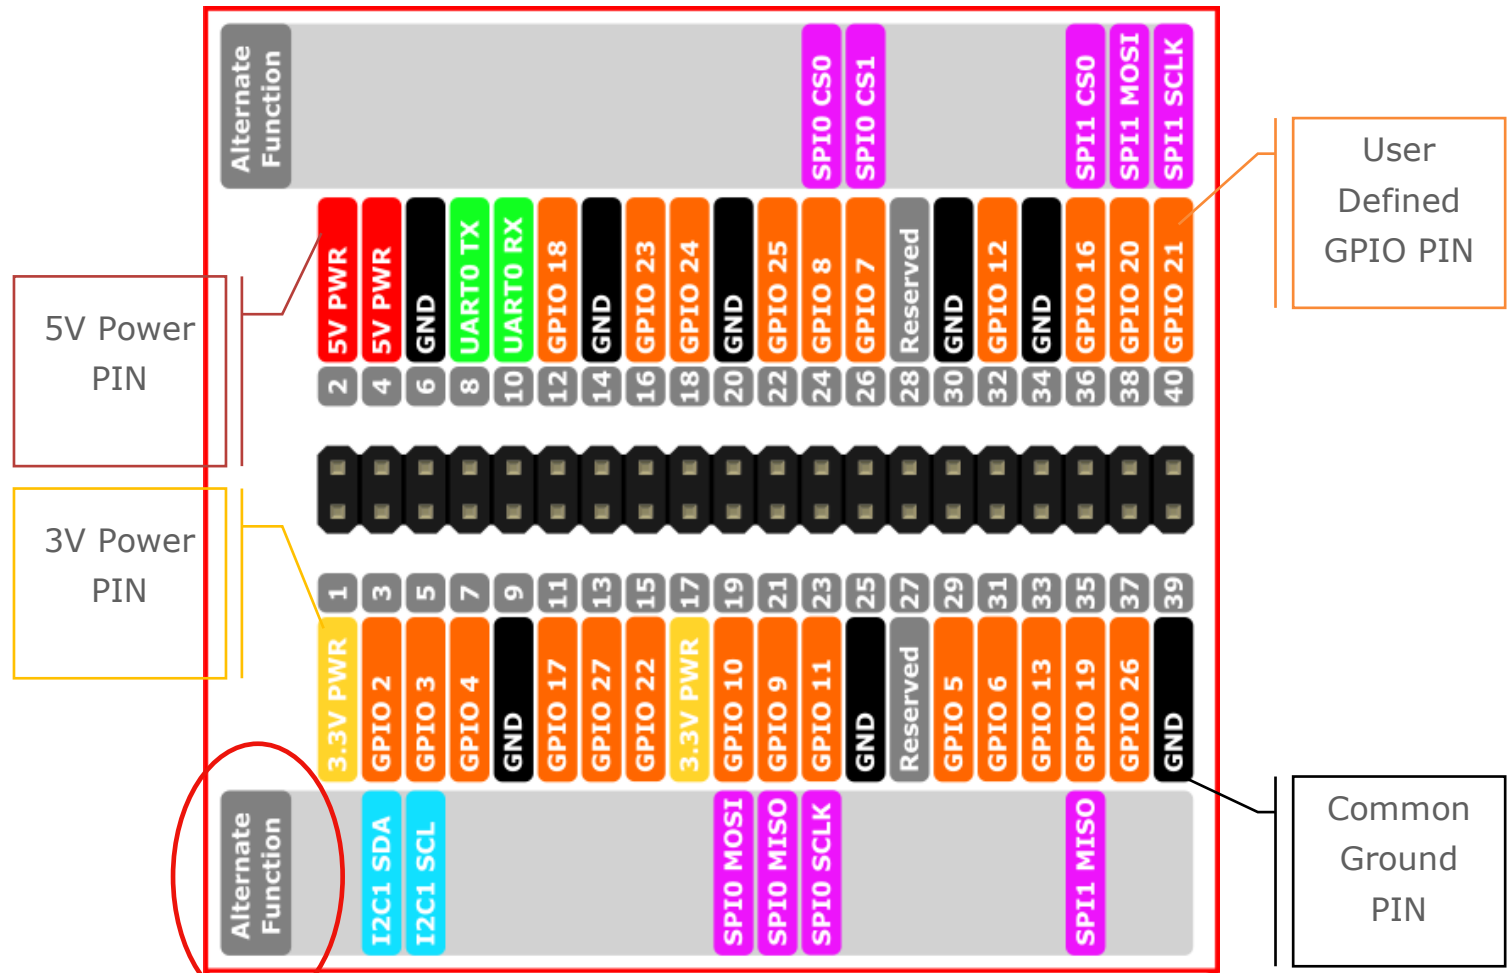 Alternate
Function
SPI0 CS0
SPI0 CS1
SPI1 CS0
SPI1 MOSI
SPI1 SCLK
User
Defined
GPIO PIN
5V Power
PIN
5V PWR
5V PWR
GND
UART0 TX
UART0 RX
GPIO 18
GND
GPIO 23
GPIO 24
GND
GPIO 25
GPIO 8
GPIO 7
Reserved
GND
GPIO 12
GND
GPIO 16
GPIO 20
GPIO 21
2
4
6
8
10
12
14
16
18
20
22
24
26
28
30
32
34
36
38
40
3V Power
PIN
1
3
5
7
9
11
13
15
17
19
21
23
25
27
29
31
33
35
37
39
3.3V PWR
GPIO 2
GPIO 3
GPIO 4
GND
GPIO 17
GPIO 27
GPIO 22
3.3V PWR
GPIO 10
GPIO 9
GPIO 11
GND
Reserved
GPIO 5
GPIO 6
GPIO 13
GPIO 19
GPIO 26
GND
Alternate
Function
I2C1 SDA
I2C1 SCL
SPI0 MOSI
SPI0 MISO
SPI0 SCLK
SPI1 MISO
Common
Ground
PIN